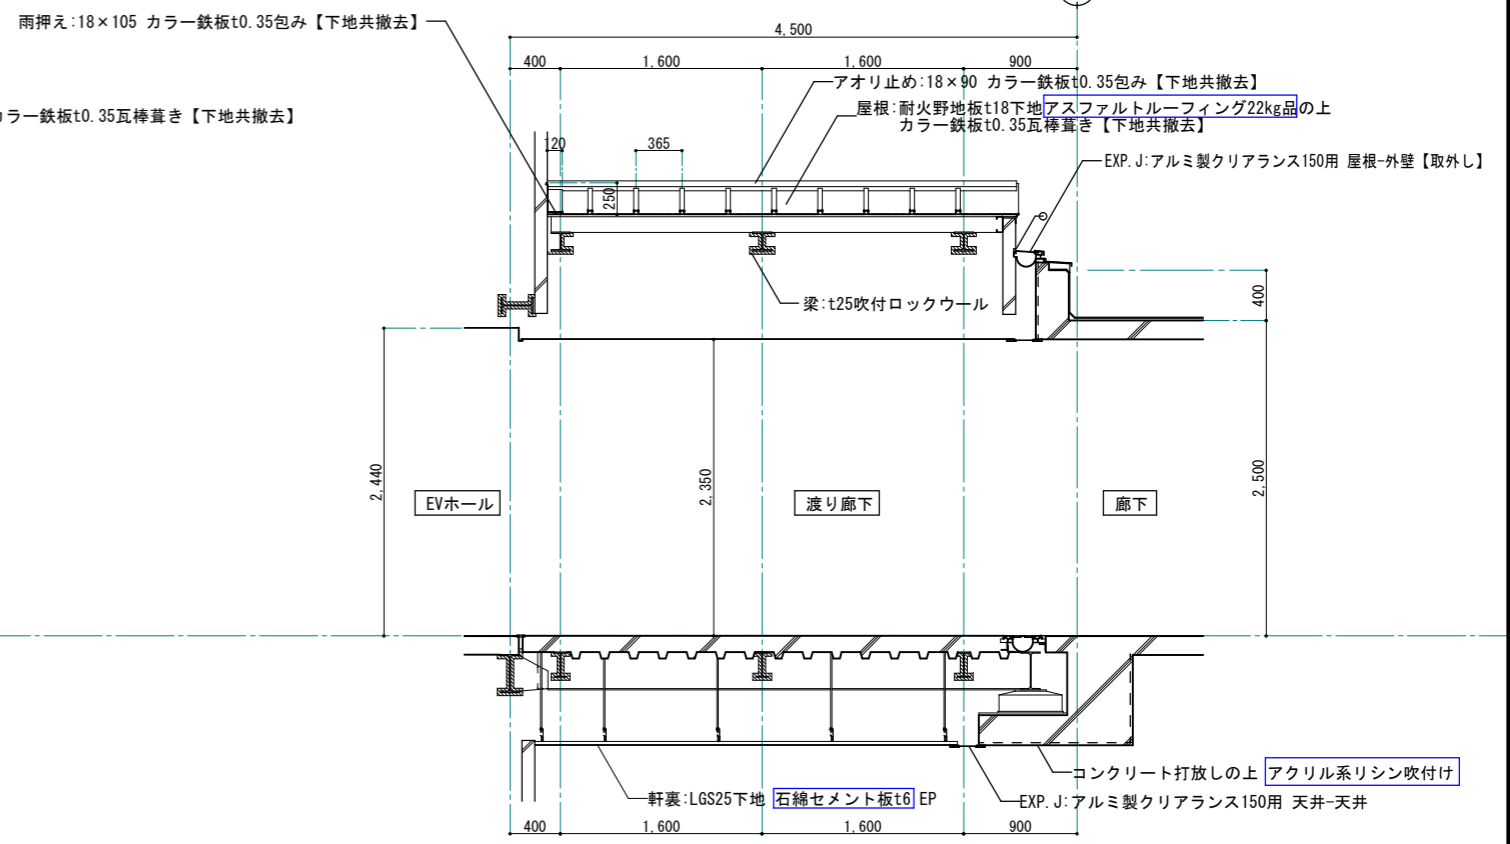 雨押え:18×105 カラー鉄板t0.35包み【下地共撤去】
4,500
400
1,600
1,600
900
アオリ止め:18×90 カラー鉄板t0.35包み【下地共撤去】
屋根:耐火野地板t18下地アスファルトルーフィング22kg品の上
カラー鉄板t0.35瓦棒葺き【下地共撤去】
カラー鉄板t0.35瓦棒葺き【下地共撤去】
120
365
EXP.J:アルミ製クリアランス150用 屋根-外壁【取外し】
250
梁:t25吹付ロックウール
400
2,440
2,350
2,500
EVホール
渡り廊下
廊下
コンクリート打放しの上 アクリル系リシン吹付け
軒裏:LGS25下地 石綿セメント板t6 EP
EXP.J:アルミ製クリアランス150用 天井-天井
400
1,600
1,600
900